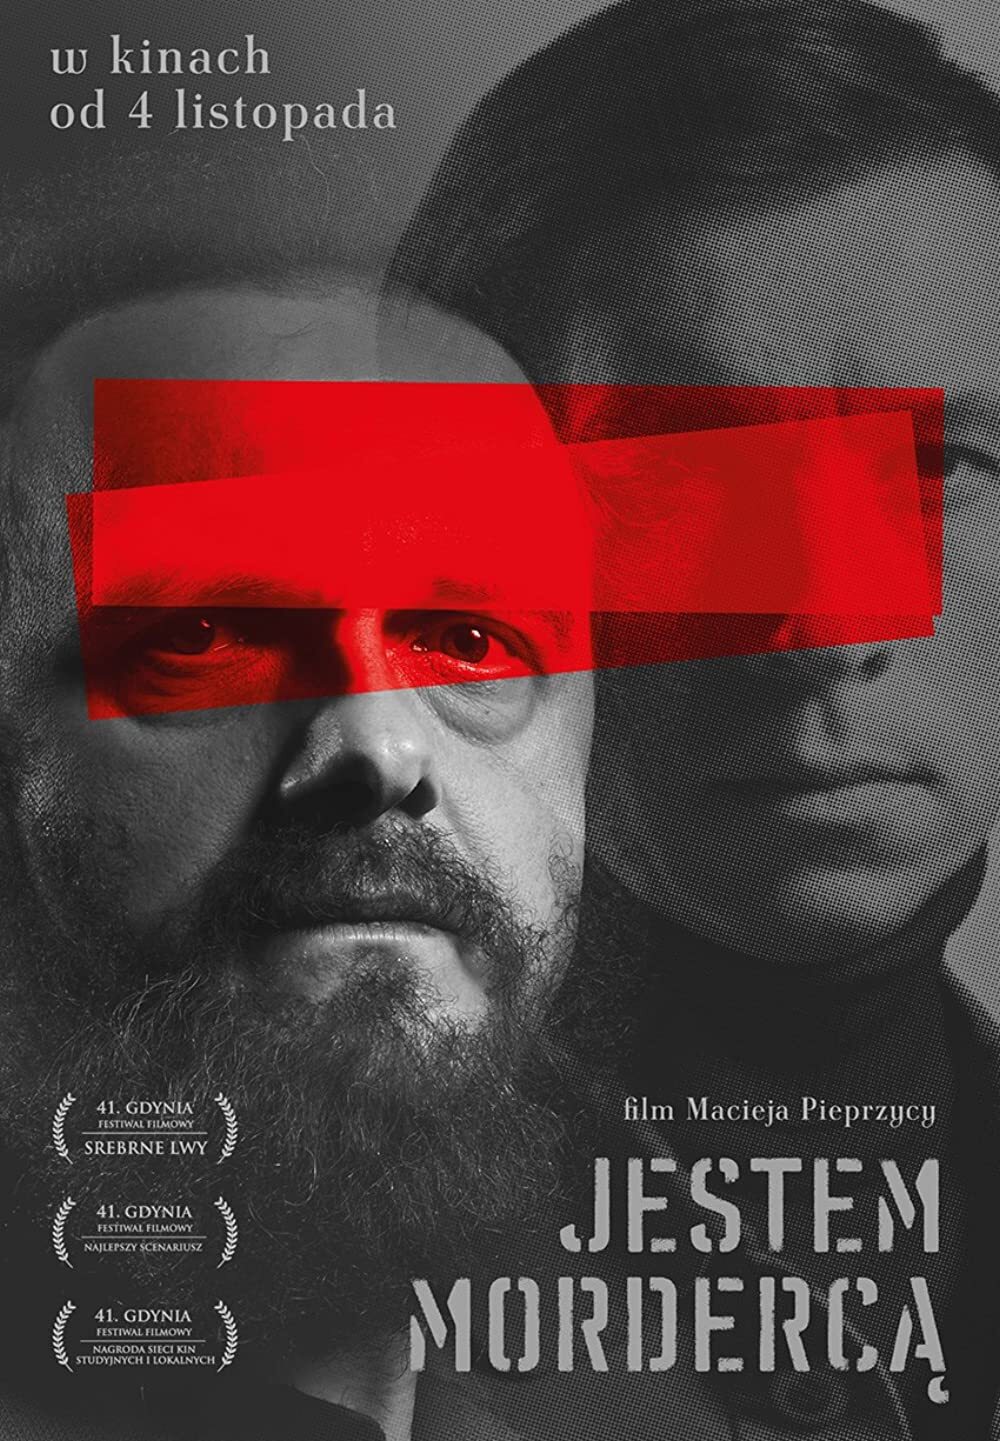 w kinach
od 4 listopada
41. GDYNIA
FESTIWAL FILMOWY
SREBRNE LWY
41. GDYNIA
FESTIWAL FILMOWY
NAJLEPSZY SCENARIUSZ
41. GDYNIA
FESTIWAL FILMOWY
NAGRODA SIECI KIN
STUDYJNYCH I LOKALNYCH
film Macieja Pieprzycy
JESTEM
MORDERCĄ